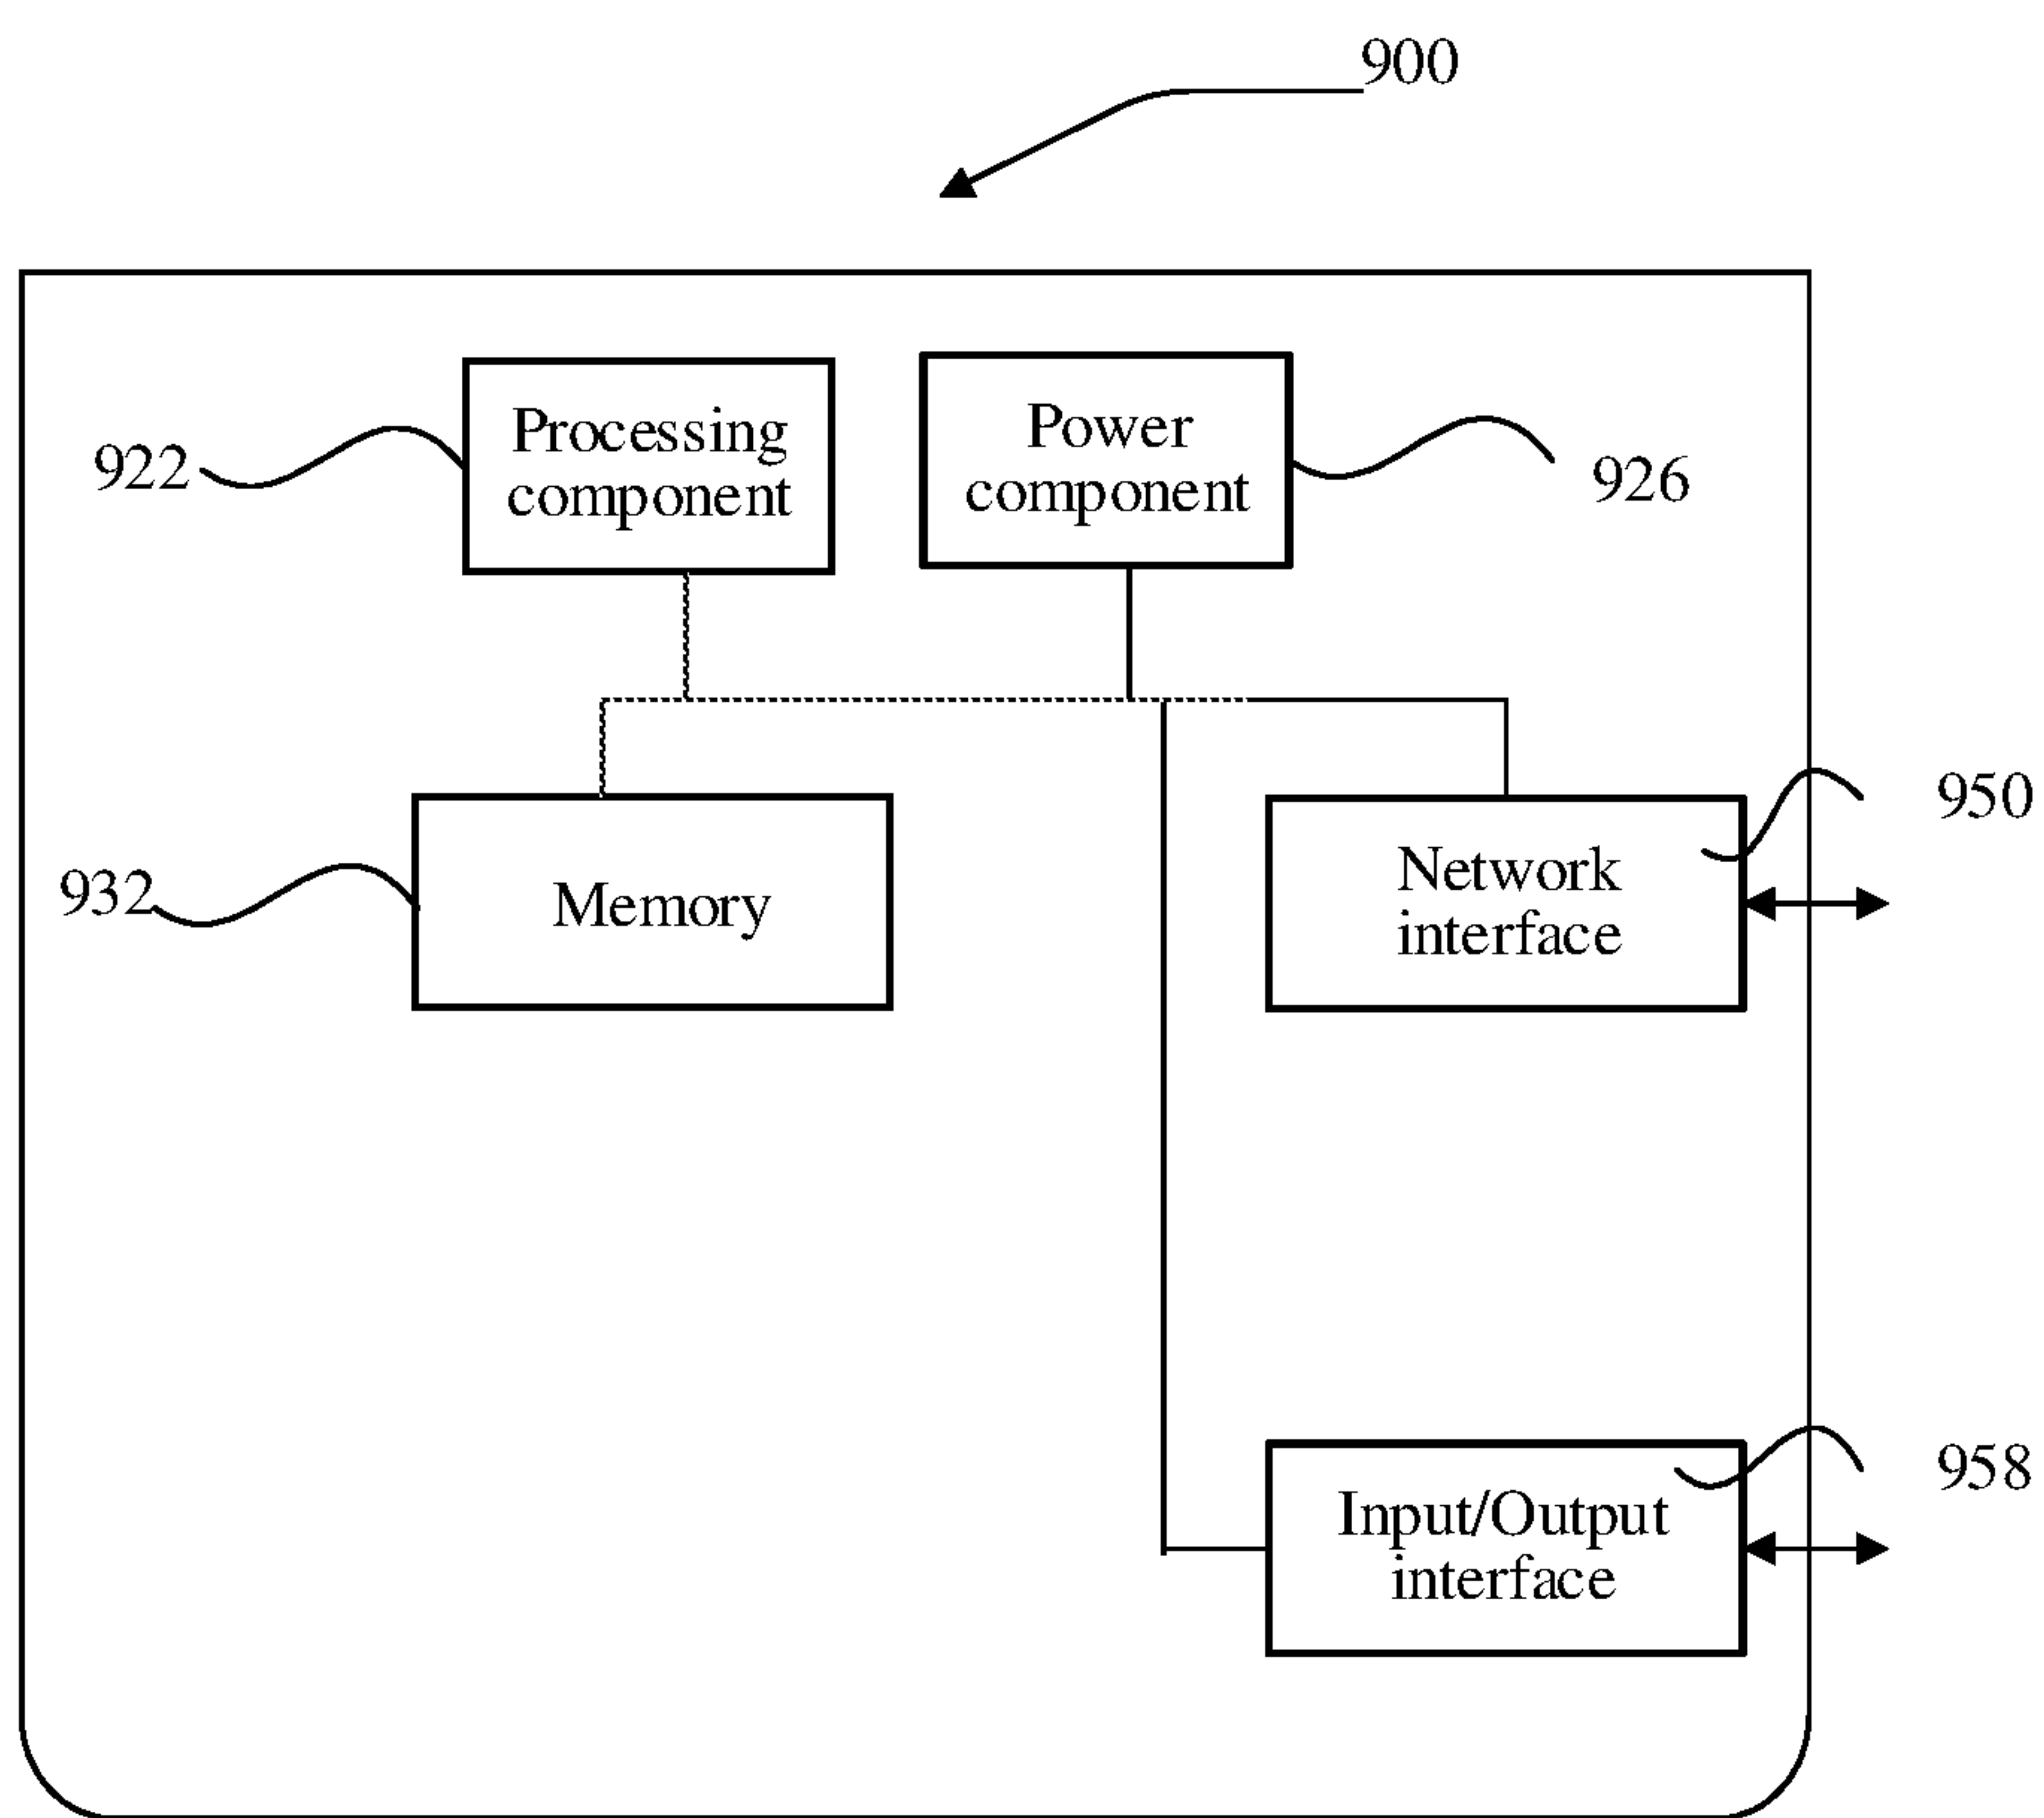 900
Processing
component
Power
component
922
926
950
Network
interface
932
Memory
958
Input/Output
interface